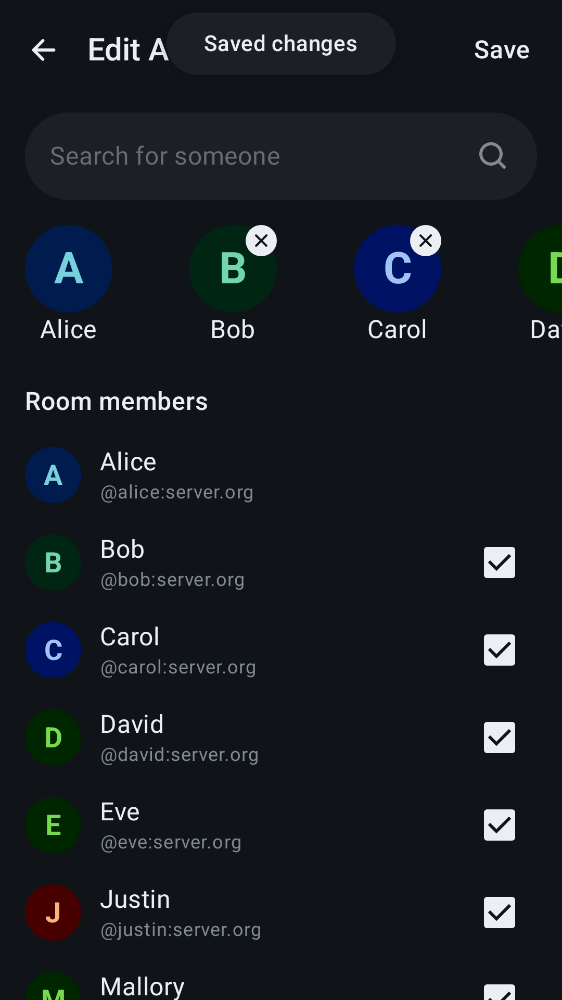 Edit A
Saved changes
Save
Search for someone
A
B
C
D
Alice
Bob
Carol
Da
Room members
A
Alice
@alice:server.org
B
Bob
@bob:server.org
C
Carol
@carol:server.org
D
David
@david:server.org
E
Eve
@eve:server.org
J
Justin
@justin:server.org
M
Mallory